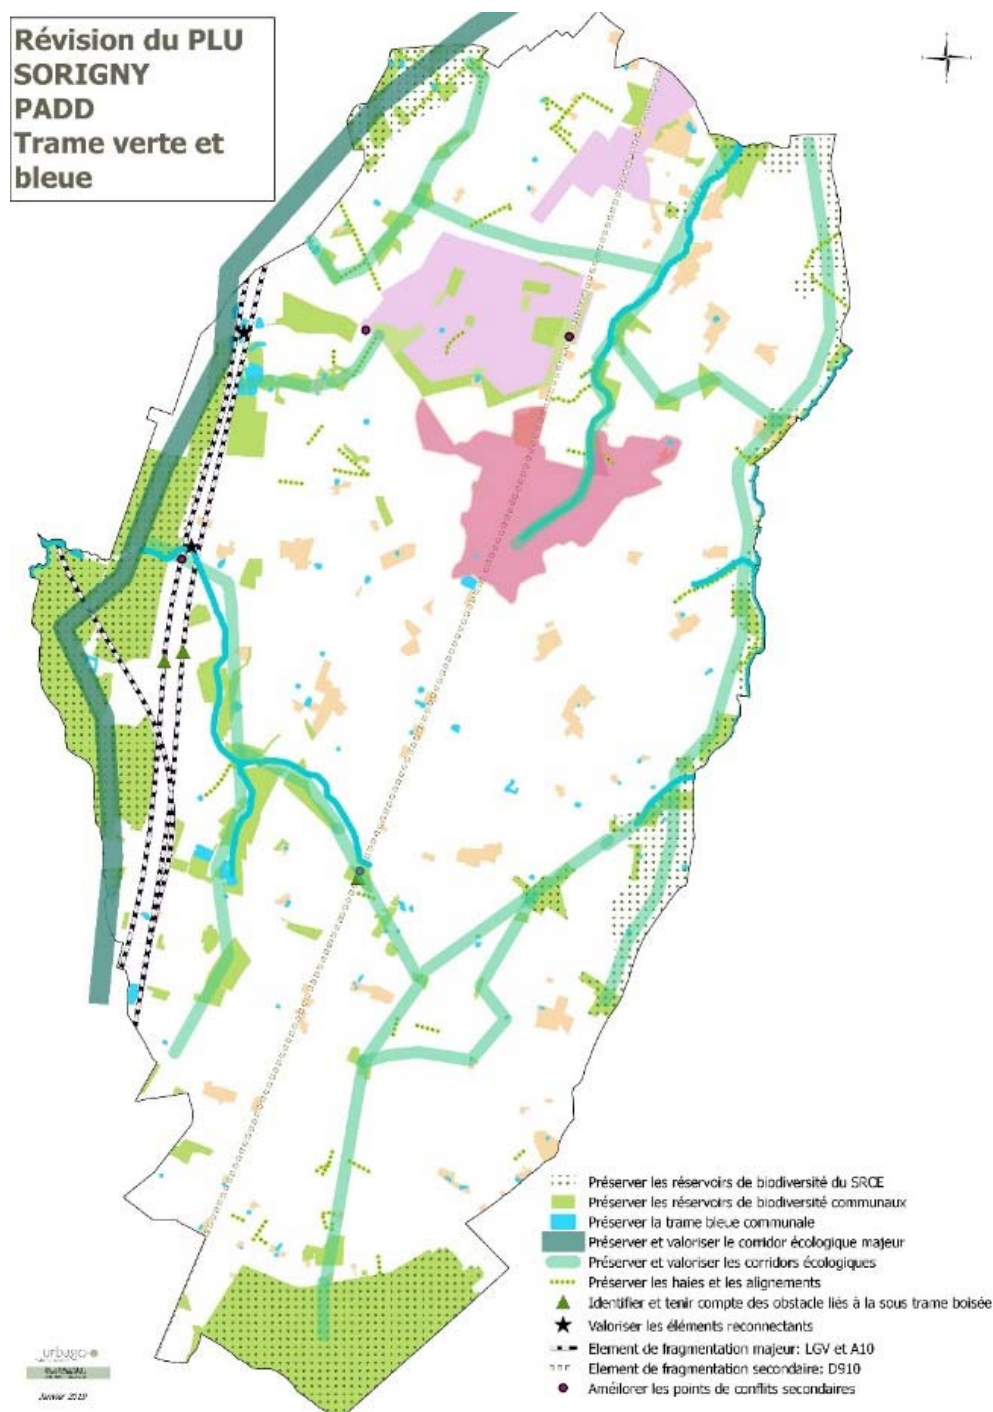 Révision du PLU
SORIGNY
PADD
Trame verte et
bleue
Préserver les réservoirs de biodiversité du SRCE
Préserver les réservoirs de biodiversité communaux
Préserver la trame bleue communale
Préserver et valoriser le corridor écologique majeur
Préserver et valoriser les corridors écologiques
Préserver les haies et les alignements
Identifier et tenir compte des obstacle liés à la sous trame boisée
Valoriser les éléments reconnectants
Element de fragmentation majeur: LGV et A10
Element de fragmentation secondaire: D910
Améliorer les points de conflits secondaires
urbago
Janvier 2019